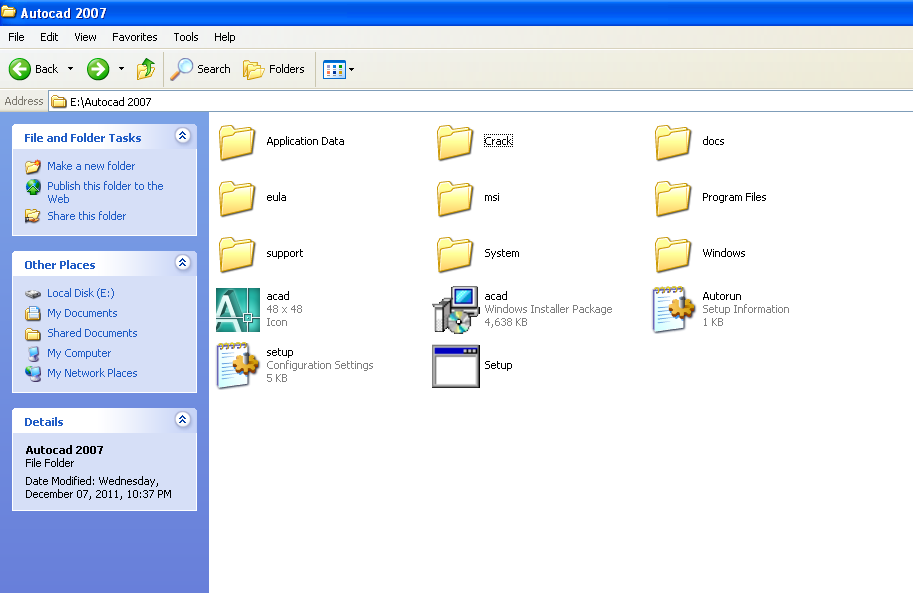 Autocad 2007
File Edit View Favorites Tools Help
Back Search Folders
Address E:\Autocad 2007
File and Folder Tasks
Make a new folder
Publish this folder to the
Web
Share this folder
Other Places
Local Disk (E:)
My Documents
Shared Documents
My Computer
My Network Places
Details
Autocad 2007
File Folder
Date Modified: Wednesday,
December 07, 2011, 10:37 PM
Application Data
Crack
docs
eula
msi
Program Files
support
System
Windows
acad
48 x 48
Icon
acad
Windows Installer Package
4,638 KB
Autorun
Setup Information
1 KB
setup
Configuration Settings
5 KB
Setup